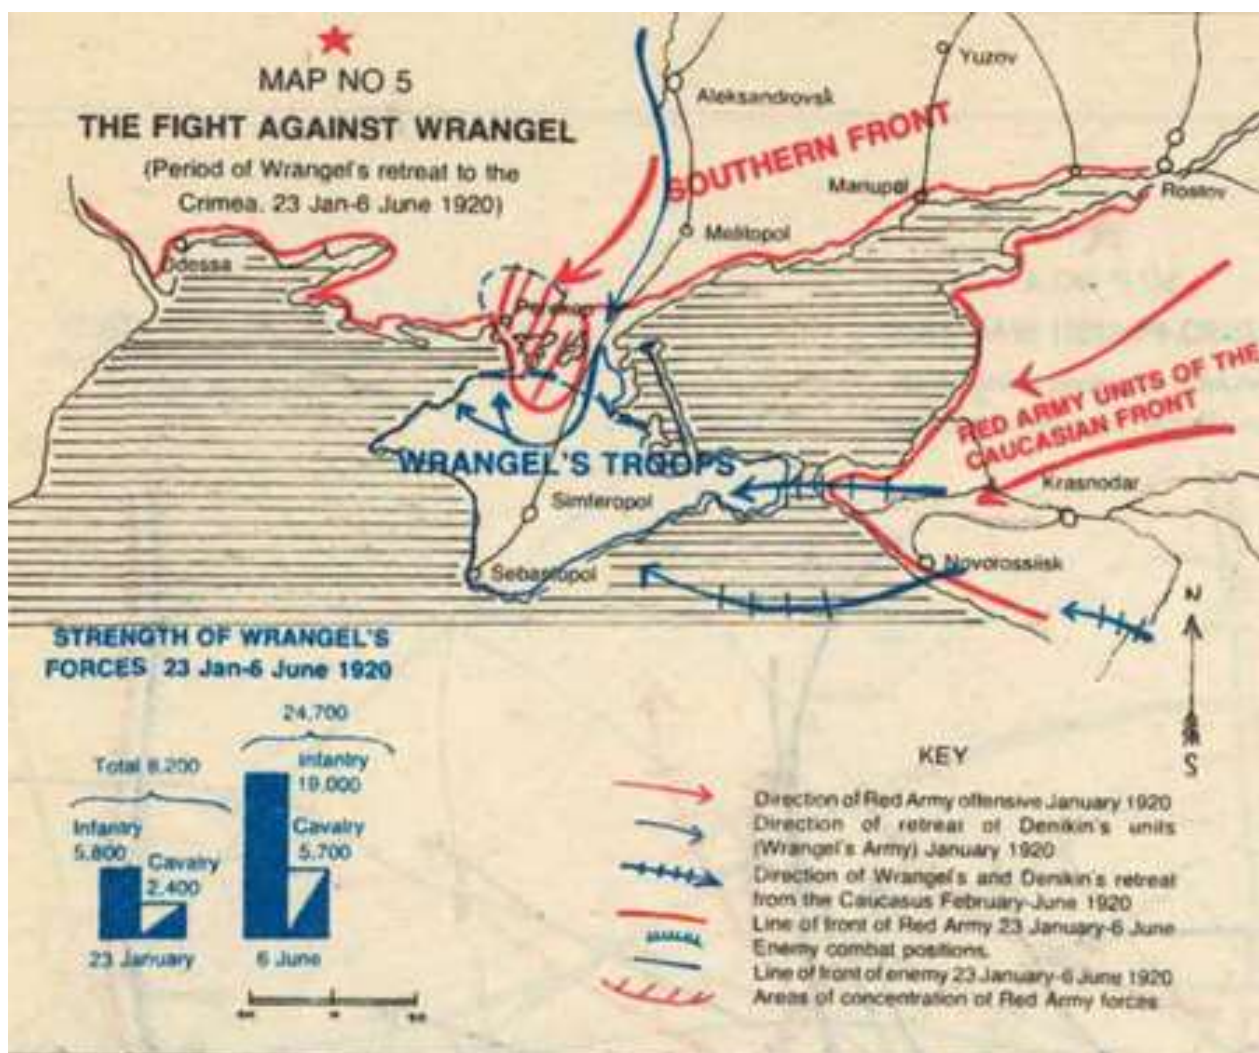 MAP NO 5
THE FIGHT AGAINST WRANGEL
(Period of Wrangel's retreat to the
Crimea. 23 Jan-6 June 1920)
Yuzov
Aleksandrovsk
SOUTHERN FRONT
Mariupol
Rostov
Melitopol
Odessa
Perekop
RED ARMY UNITS OF THE
CAUCASIAN FRONT
WRANGEL'S TROOPS
Krasnodar
Simferopol
Novorossiisk
Sebastopol
N
S
STRENGTH OF WRANGEL'S
FORCES 23 Jan-6 June 1920
24,700
Total 8.200
Infantry
19,000
Infantry
5,800
Cavalry
5,700
Cavalry
2,400
23 January
6 June
KEY
Direction of Red Army offensive January 1920
Direction of retreat of Denikin's units
(Wrangel's Army) January 1920
Direction of Wrangel's and Denikin's retreat
from the Caucasus February-June 1920
Line of front of Red Army 23 January-6 June
Enemy combat positions.
Line of front of enemy 23 January-6 June 1920
Areas of concentration of Red Army forces